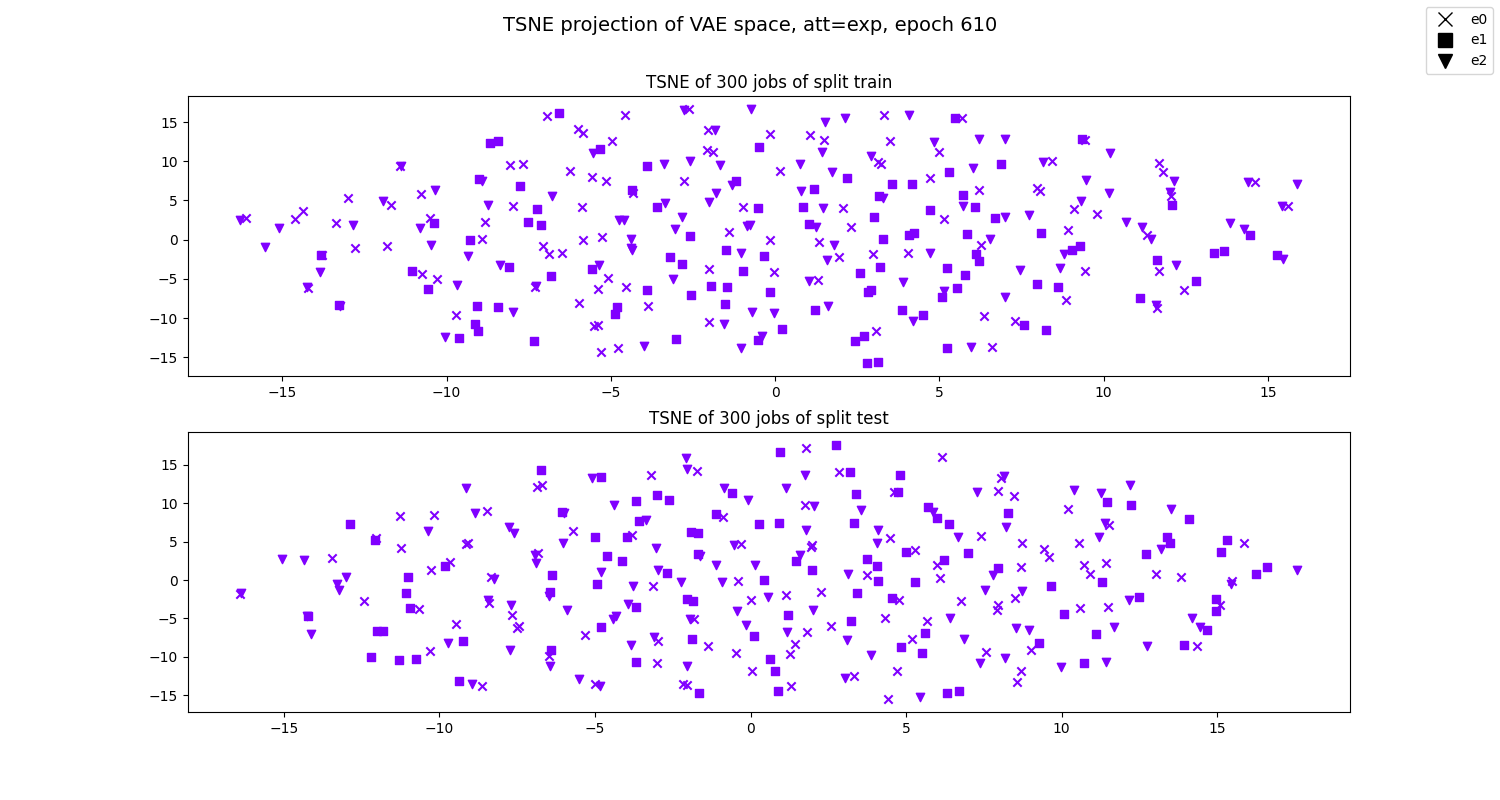 TSNE projection of VAE space, att=exp, epoch 610
e0
e1
e2
TSNE of 300 jobs of split train
15
10
5
0
−5
−10
−15
−15 −10 −5 0 5 10 15
TSNE of 300 jobs of split test
15
10
5
0
−5
−10
−15
−15 −10 −5 0 5 10 15